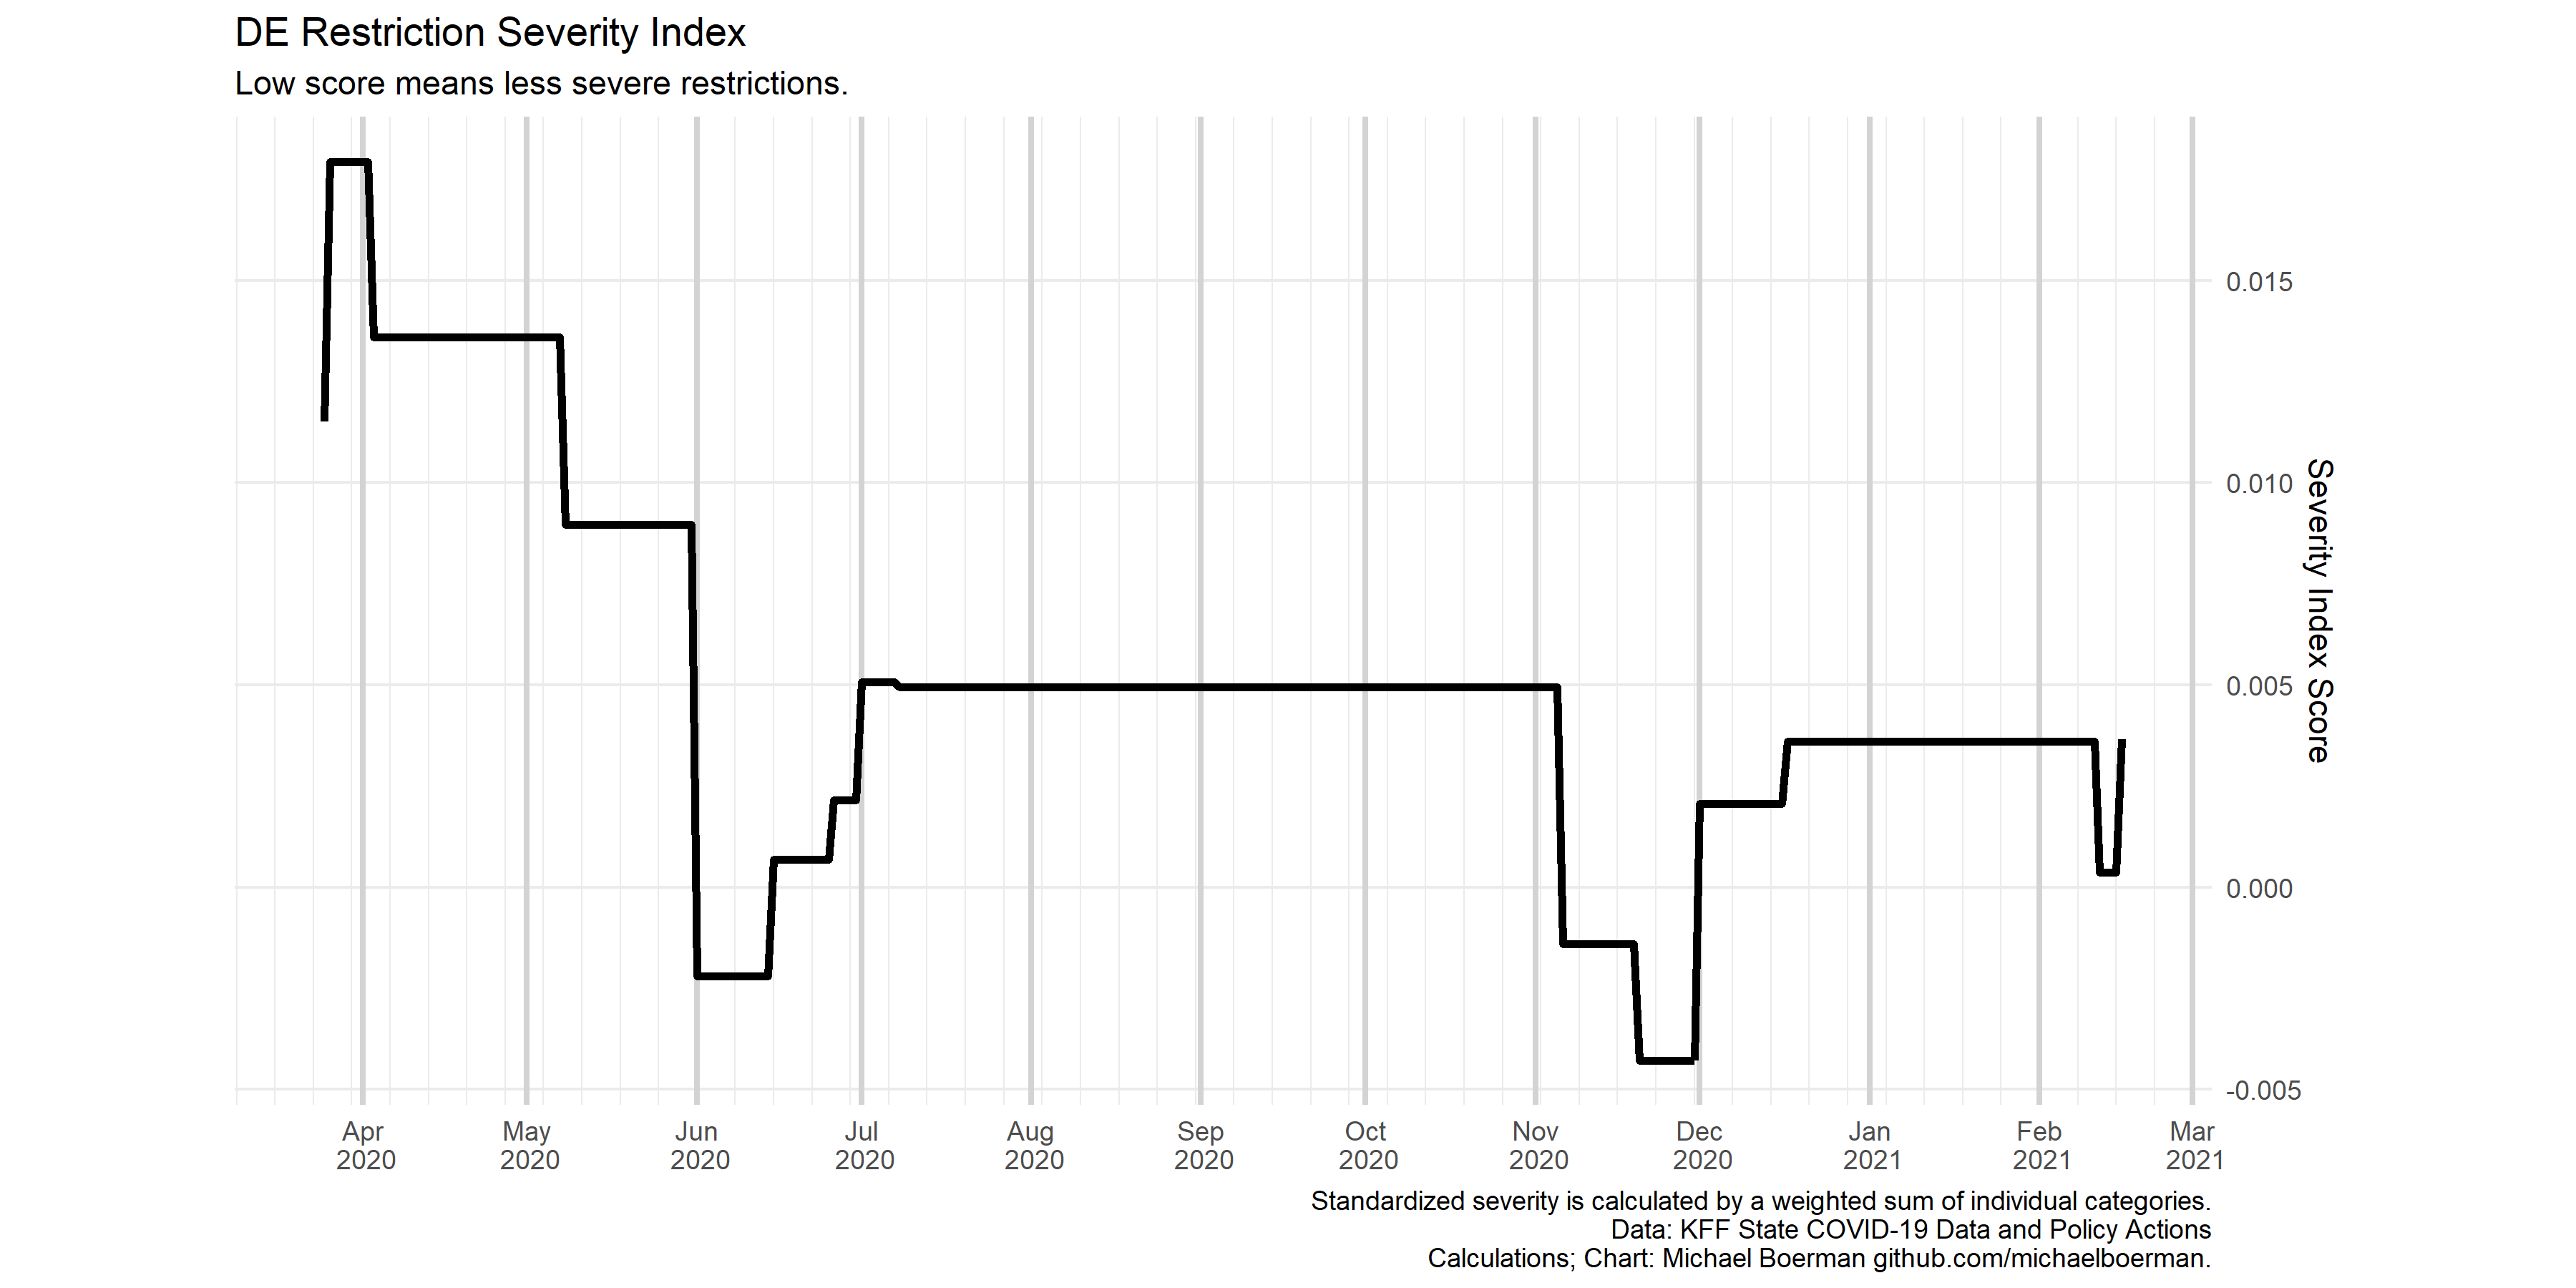 DE Restriction Severity Index
Low score means less severe restrictions.
0.015
0.010
0.005
0.000
-0.005
Severity Index Score
Apr 2020
May 2020
Jun 2020
Jul 2020
Aug 2020
Sep 2020
Oct 2020
Nov 2020
Dec 2020
Jan 2021
Feb 2021
Mar 2021
Standardized severity is calculated by a weighted sum of individual categories.
Data: KFF State COVID-19 Data and Policy Actions
Calculations; Chart: Michael Boerman github.com/michaelboerman.